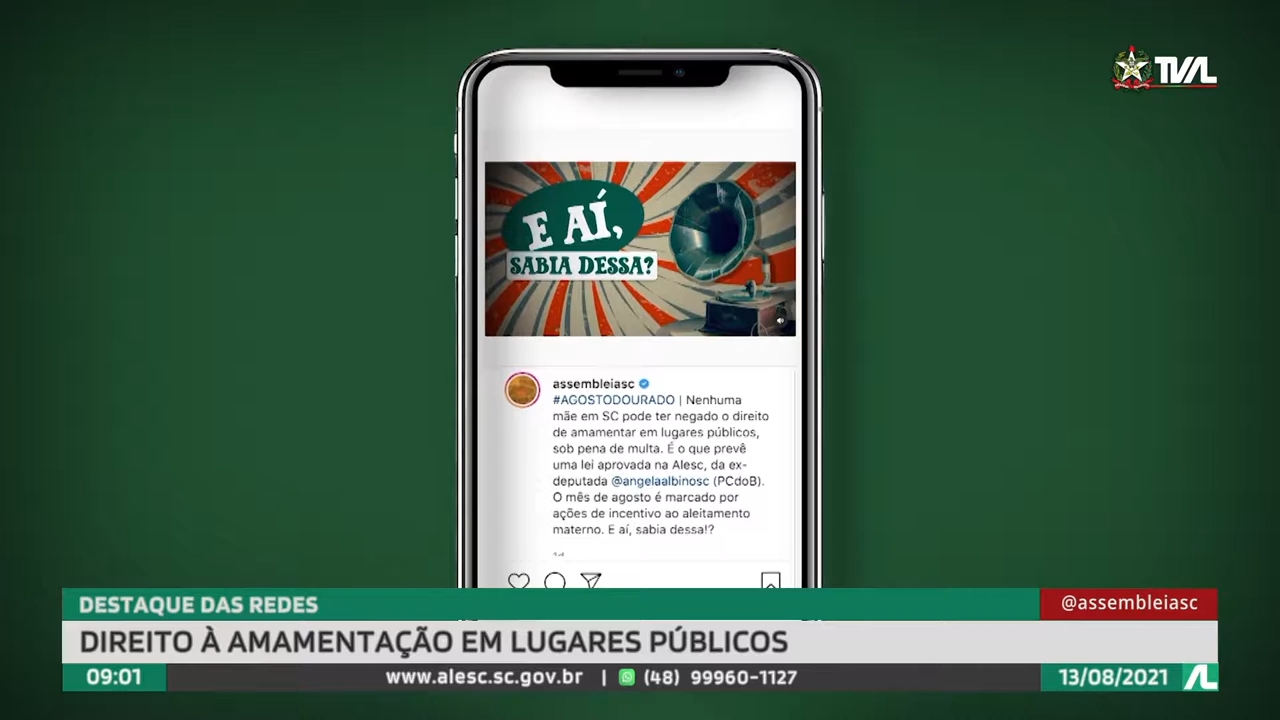 TVAL
E AÍ,
SABIA DESSA?
assembleiasc
#AGOSTODOURADO | Nenhuma
mãe em SC pode ter negado o direito
de amamentar em lugares públicos,
sob pena de multa. É o que prevê
uma lei aprovada na Alesc, da ex-
deputada @angelaalbinosc (PCdoB).
O mês de agosto é marcado por
ações de incentivo ao aleitamento
materno. E aí, sabia dessa!?
DESTAQUE DAS REDES
@assembleiasc
DIREITO À AMAMENTAÇÃO EM LUGARES PÚBLICOS
09:01
www.alesc.sc.gov.br | (48) 99960-1127
13/08/2021